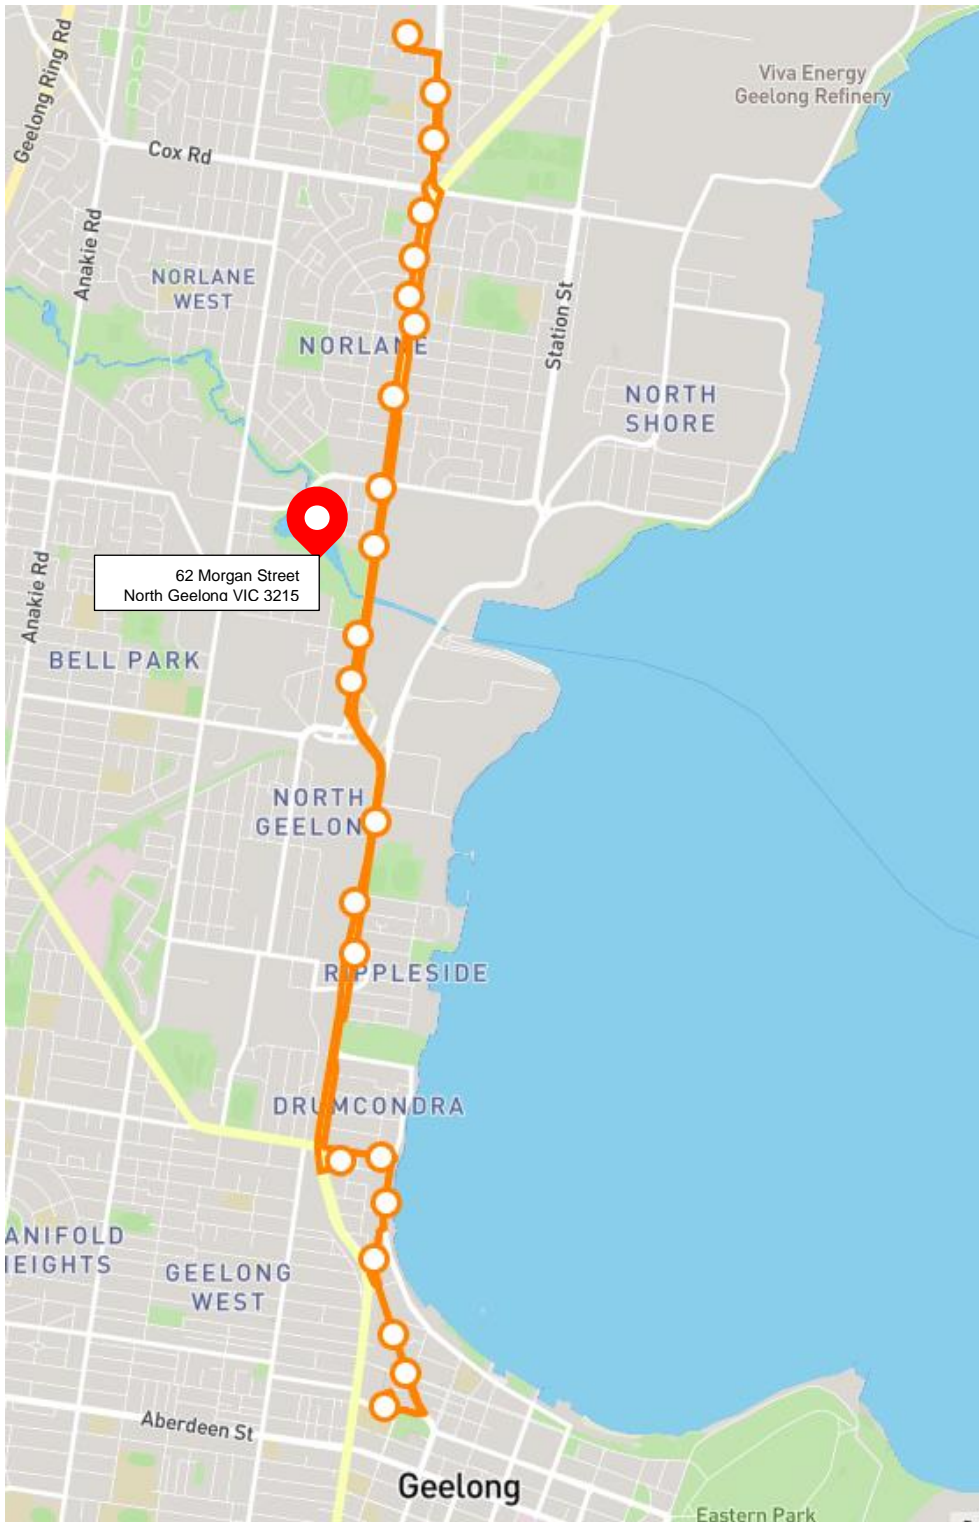 Geelong Ring Rd
Viva Energy
Geelong Refinery
Cox Rd
Anakie Rd
NORLANE
WEST
Station St
NORLANE
NORTH
SHORE
62 Morgan Street
North Geelong VIC 3215
Anakie Rd
BELL PARK
NORTH
GEELON
RIPPLESIDE
DRUMCONDRA
ANIFOLD
HEIGHTS
GEELONG
WEST
Aberdeen St
Geelong
Eastern Park